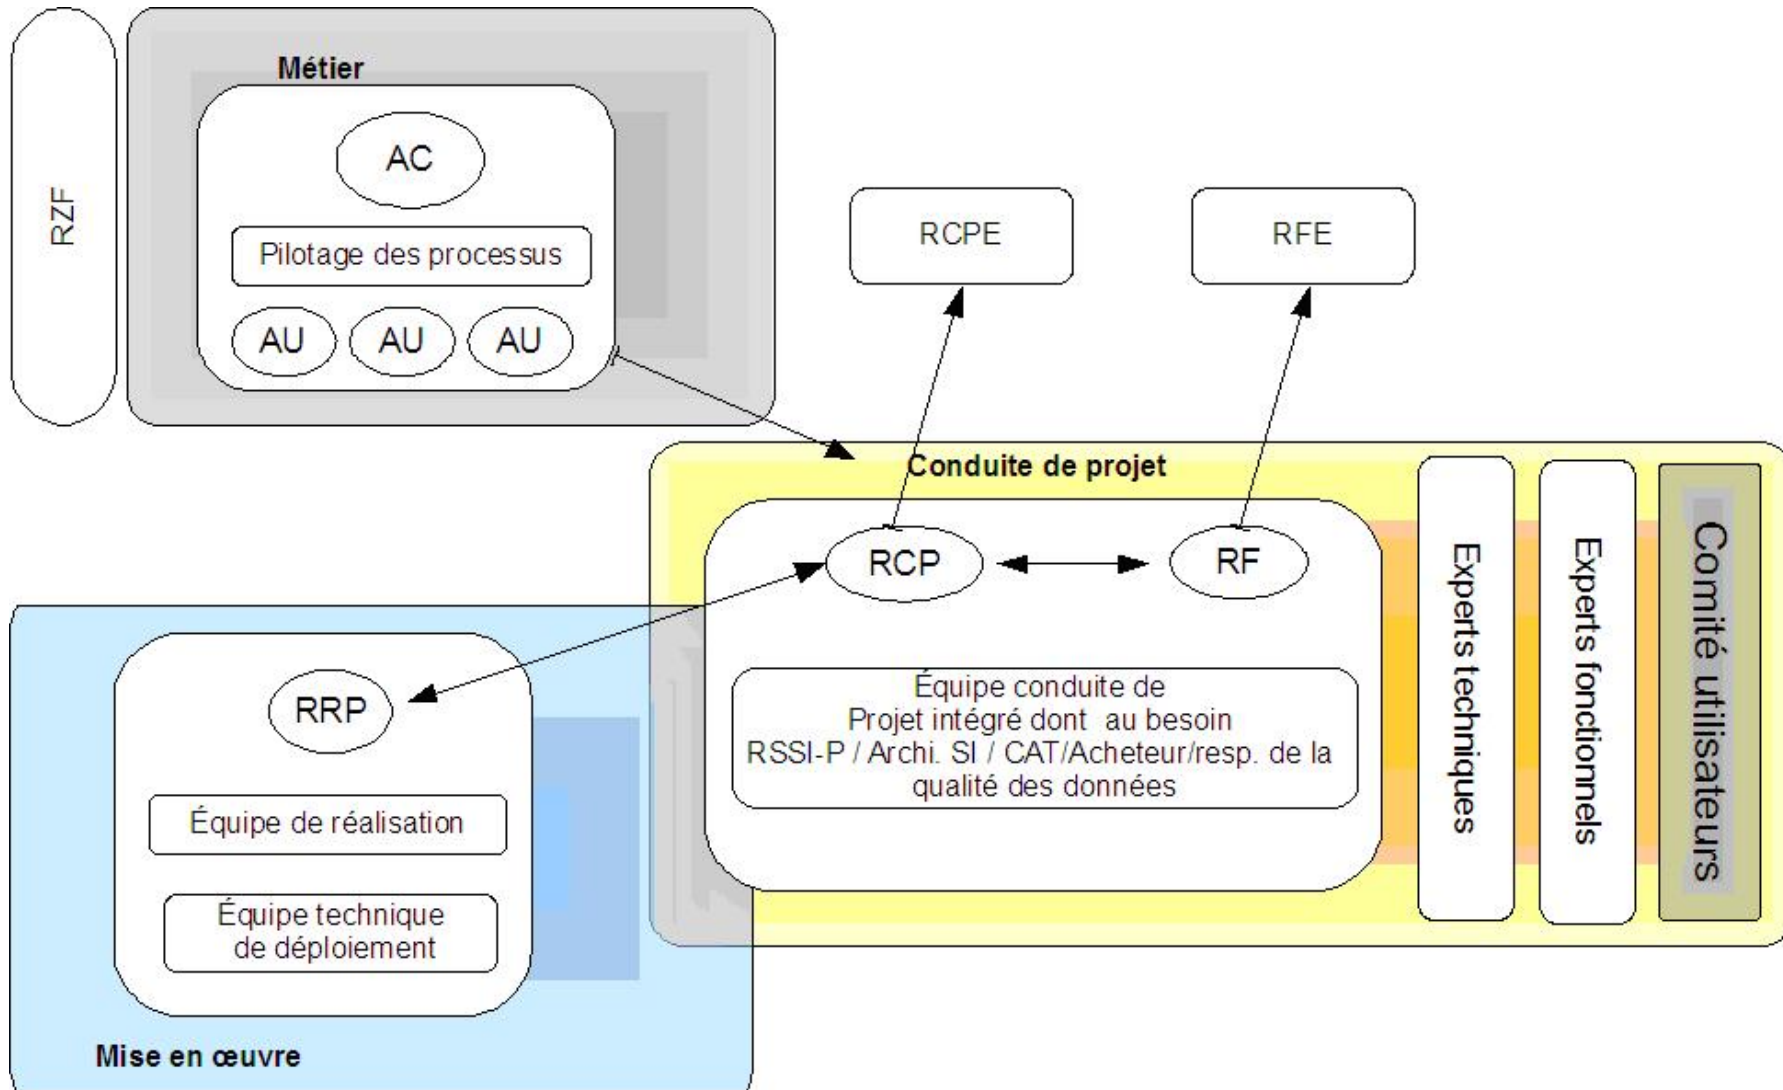 RZF
Métier
AC
Pilotage des processus
AU
AU
AU
RCPE
RFE
Conduite de projet
RCP
RF
Équipe conduite de
Projet intégré dont au besoin
RSSI-P / Archi. SI / CAT/Acheteur/resp. de la
qualité des données
Experts techniques
Experts fonctionnels
Comité utilisateurs
RRP
Équipe de réalisation
Équipe technique
de déploiement
Mise en œuvre